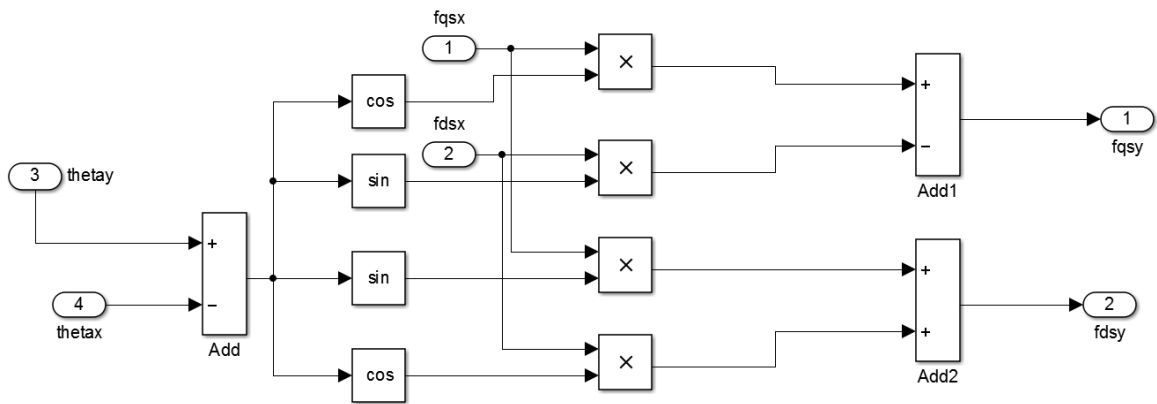 fqsx
1
×
cos
fdsx
2
×
sin
3
thetay
sin
×
4
thetax
cos
×
+
−
Add
+
−
Add1
1
fqsy
+
+
Add2
2
fdsy